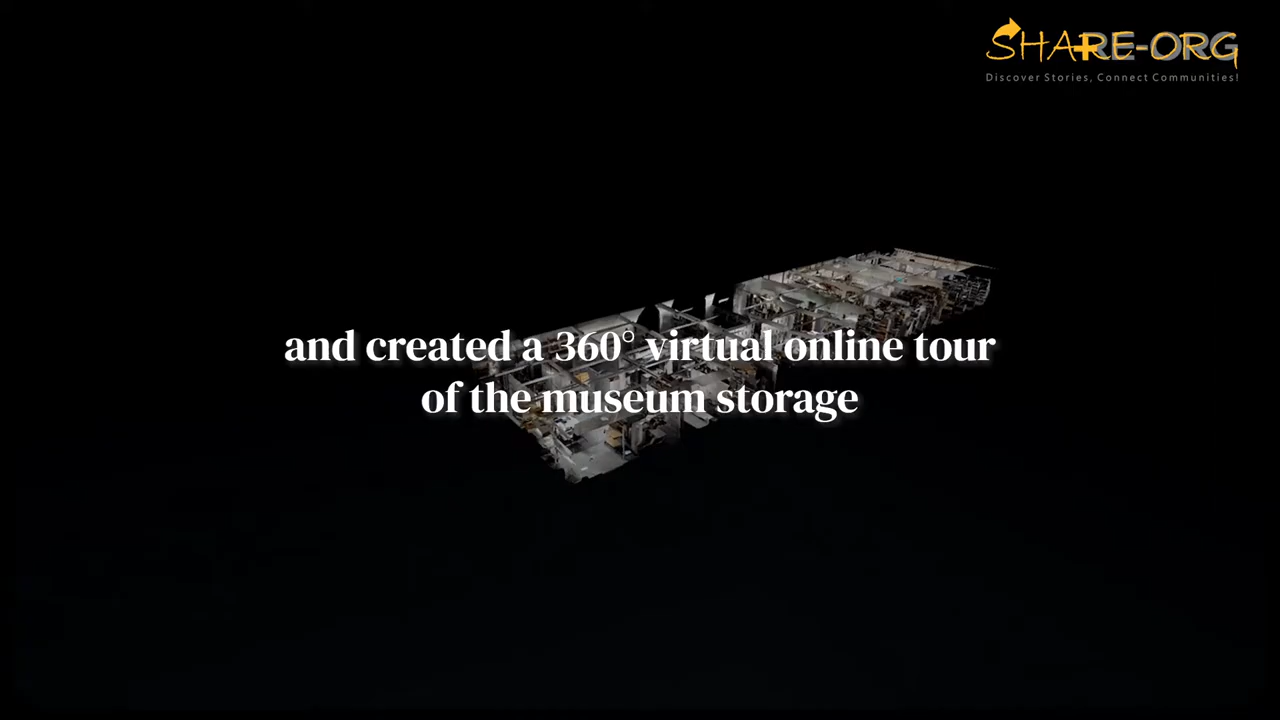 SHARE-ORG
Discover Stories, Connect Communities!
and created a 360° virtual online tour
of the museum storage